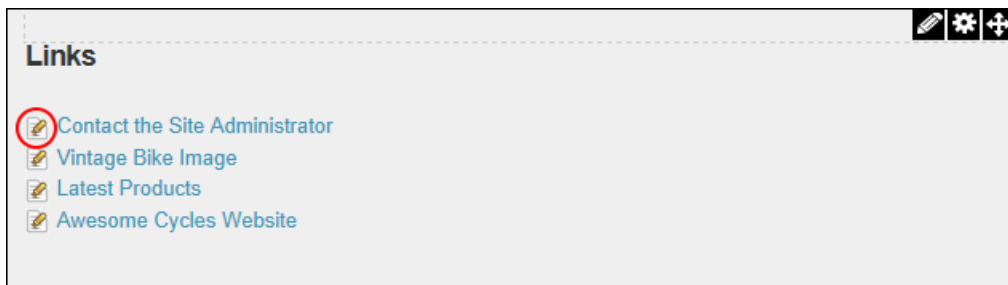 Links
Contact the Site Administrator
Vintage Bike Image
Latest Products
Awesome Cycles Website